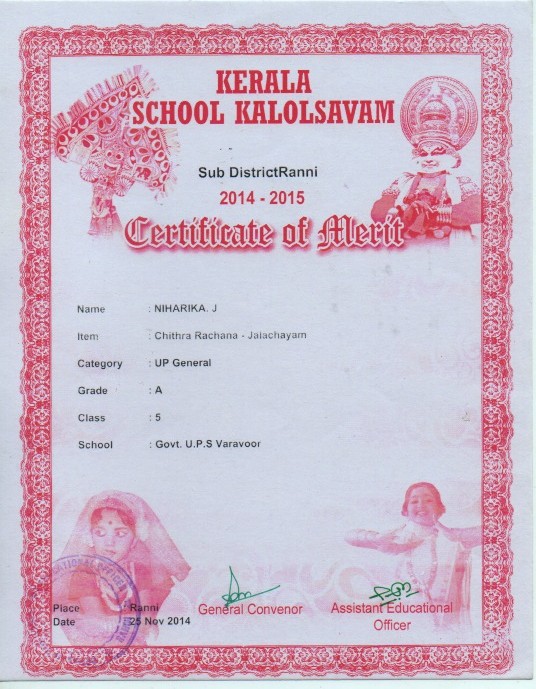 KERALA
SCHOOL KALOLSAVAM
Sub DistrictRanni
2014 - 2015
Certificate of Merit
Name : NIHARIKA. J
Item : Chithra Rachana - Jalachayam
Category : UP General
Grade : A
Class : 5
School : Govt. U.P.S Varavoor
Place Ranni
Date 25 Nov 2014
General Convenor
Assistant Educational
Officer